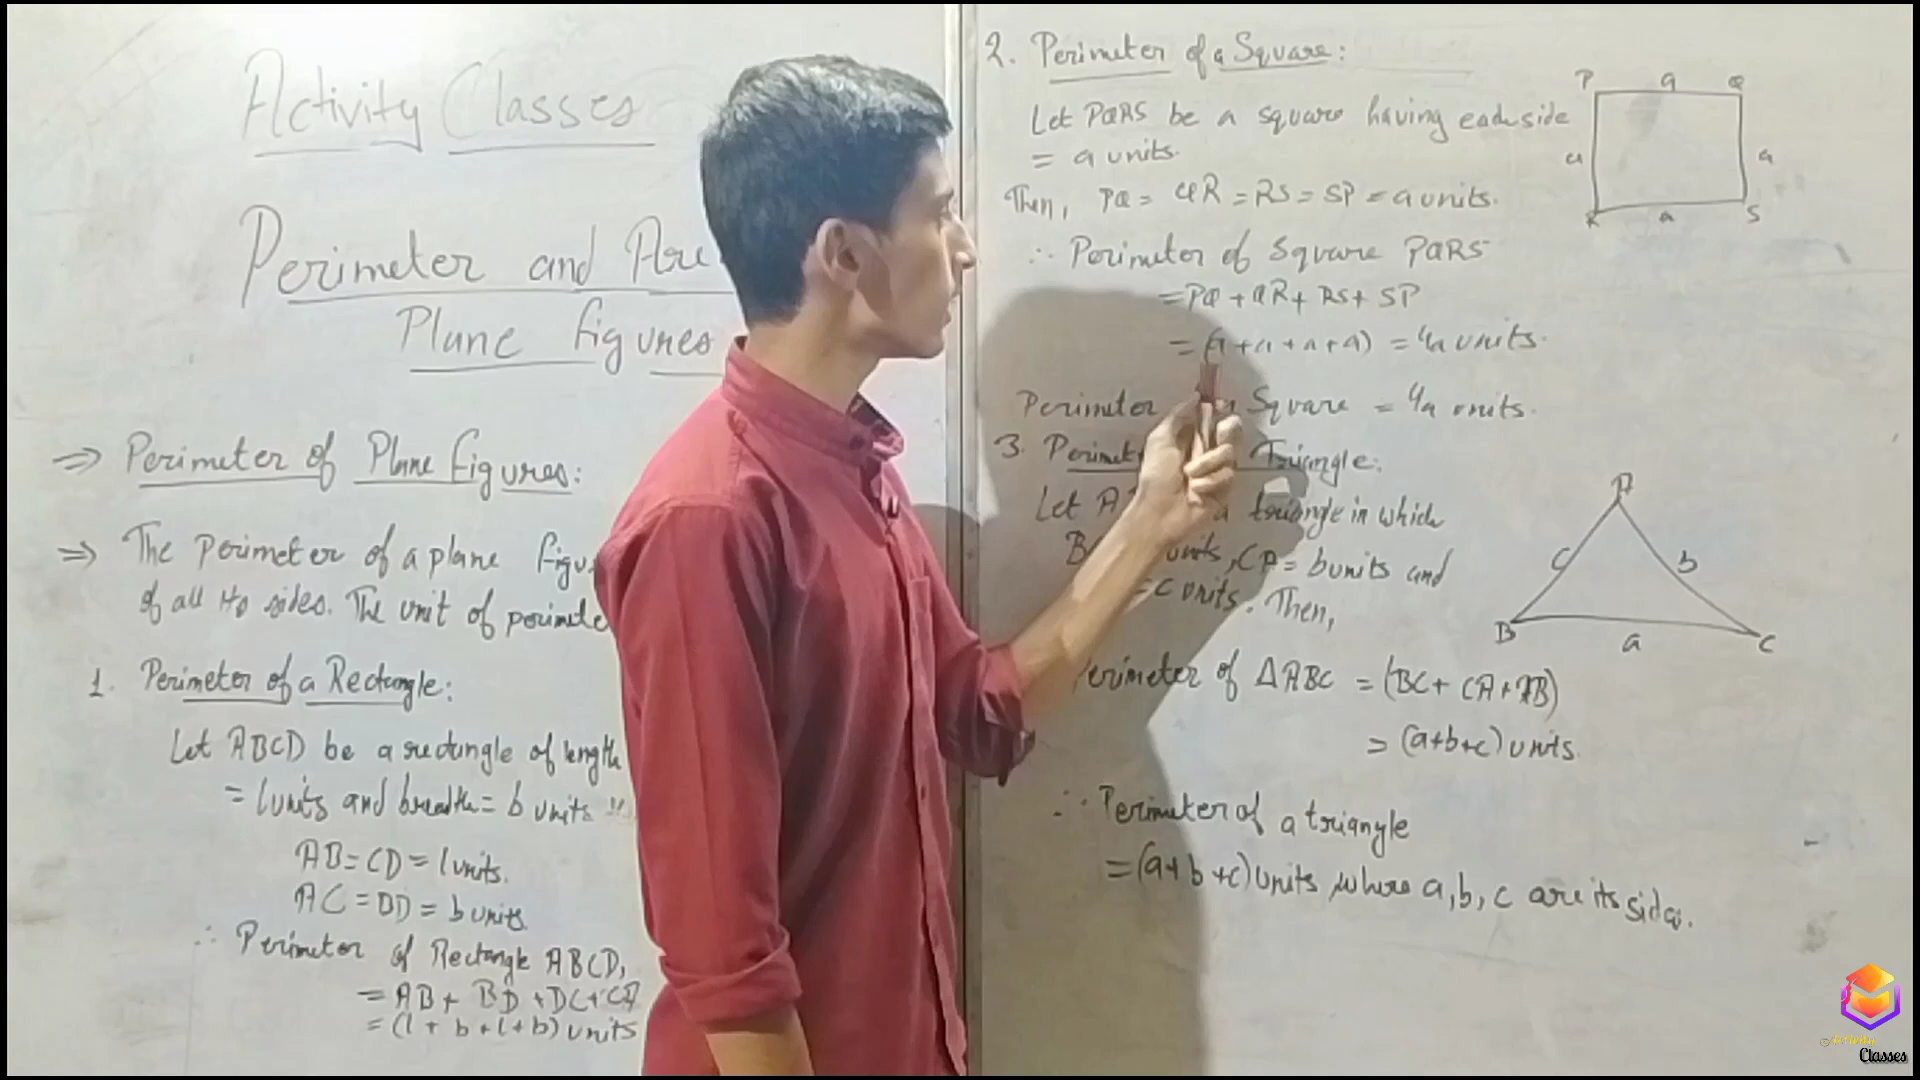 Activity Classes
Perimeter and Are
Plane figures
⇒ Perimeter of Plane figures:
⇒ The perimeter of a plane figu
of all its sides. The unit of perimete
1. Perimeter of a Rectangle:
Let ABCD be a rectangle of length
= l units and breadth = b units
AB = CD = l units.
AC = BD = b units
∴ Perimeter of Rectangle ABCD,
= AB + BD + DC + CA
= (l + b + l + b) units
2. Perimeter of a Square:
Let PQRS be a square having each side
= a units.
Then, PQ = QR = RS = SP = a units.
∴ Perimeter of Square PQRS
= PQ + QR + RS + SP
= (a + a + a + a) = 4a units.
Perimeter a Square = 4a units.
3. Perimet Triangle:
Let A a triangle in which
B units, CA = b units and
= c units. Then,
erimeter of ΔABC = (BC + CA + AB)
= (a+b+c) units.
∴ Perimeter of a triangle
= (a + b + c) units, where a, b, c are its sides.
P a Q
a a
R a S
A
c b
B a C
Classes